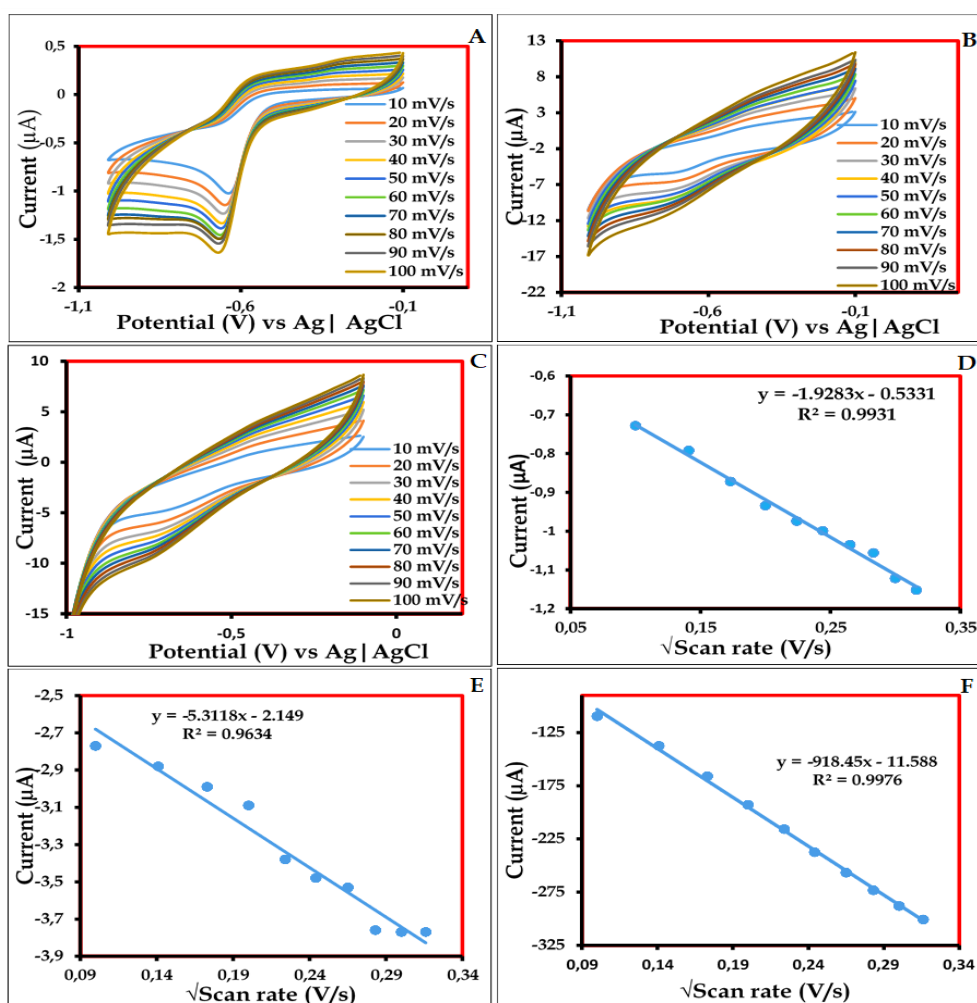 A
0,5
0
-0,5
-1
-1,5
-2
Current (µA)
-1,1
-0,6
-0,1
Potential (V) vs Ag| AgCl
10 mV/s
20 mV/s
30 mV/s
40 mV/s
50 mV/s
60 mV/s
70 mV/s
80 mV/s
90 mV/s
100 mV/s
B
13
8
3
-2
-7
-12
-17
-22
Current (µA)
-1,1
-0,6
-0,1
Potential (V) vs Ag|AgCl
10 mV/s
20 mV/s
30 mV/s
40 mV/s
50 mV/s
60 mV/s
70 mV/s
80 mV/s
90 mV/s
100 mV/s
C
10
5
0
-5
-10
-15
Current (µA)
-1
-0,5
0
Potential (V) vs Ag|AgCl
10 mV/s
20 mV/s
30 mV/s
40 mV/s
50 mV/s
60 mV/s
70 mV/s
80 mV/s
90 mV/s
100 mV/s
D
-0,6
-0,7
-0,8
-0,9
-1
-1,1
-1,2
Current (µA)
y = -1.9283x - 0.5331
R² = 0.9931
0,05
0,15
0,25
0,35
√Scan rate (V/s)
E
-2,5
-2,7
-2,9
-3,1
-3,3
-3,5
-3,7
-3,9
Current (µA)
y = -5.3118x - 2.149
R² = 0.9634
0,09
0,14
0,19
0,24
0,29
0,34
√Scan rate (V/s)
F
-125
-175
-225
-275
-325
Current (µA)
y = -918.45x - 11.588
R² = 0.9976
0,09
0,14
0,19
0,24
0,29
0,34
√Scan rate (V/s)